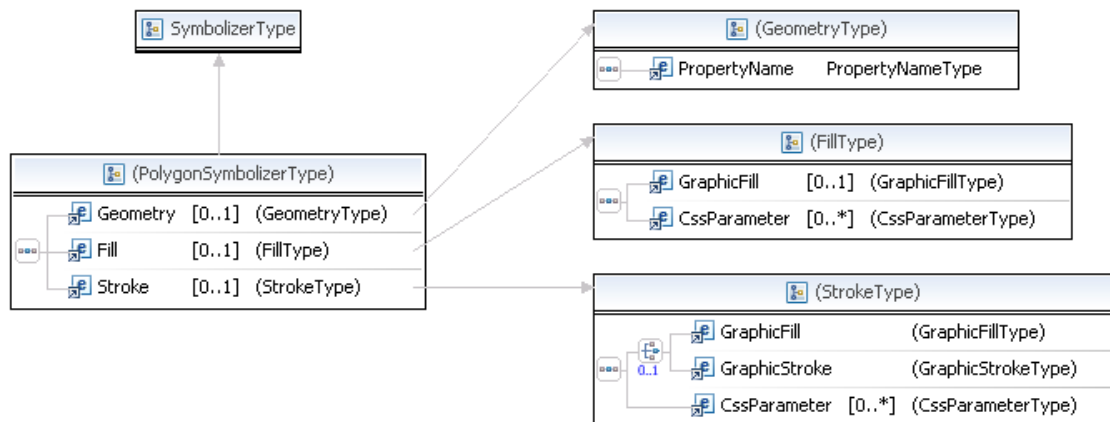 SymbolizerType
(GeometryType)
PropertyName PropertyNameType
(PolygonSymbolizerType)
Geometry [0..1] (GeometryType)
Fill [0..1] (FillType)
Stroke [0..1] (StrokeType)
(FillType)
GraphicFill [0..1] (GraphicFillType)
CssParameter [0..*] (CssParameterType)
(StrokeType)
GraphicFill (GraphicFillType)
0..1
GraphicStroke (GraphicStrokeType)
CssParameter [0..*] (CssParameterType)